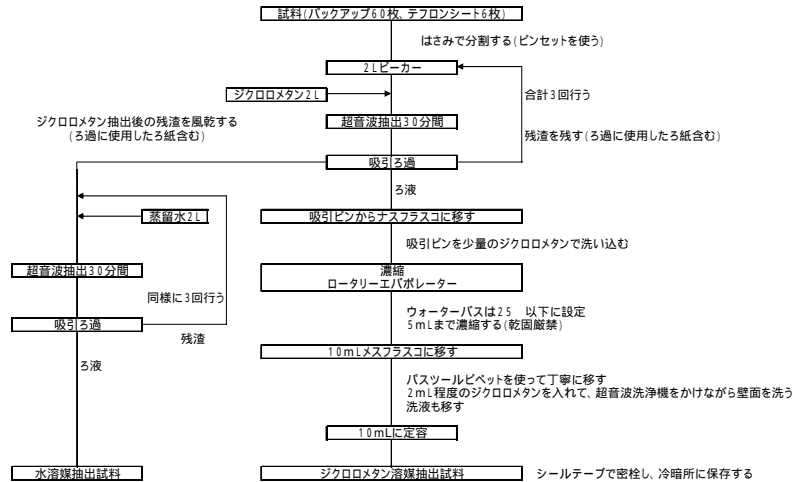 試料(バックアップ60枚、テフロンシート6枚)
はさみで分割する(ピンセットを使う)
2Lビーカー
ジクロロメタン2L
合計3回行う
ジクロロメタン抽出後の残渣を風乾する
(ろ過に使用したろ紙含む)
超音波抽出30分間
残渣を残す(ろ過に使用したろ紙含む)
吸引ろ過
ろ液
蒸留水2L
吸引ビンからナスフラスコに移す
吸引ビンを少量のジクロロメタンで洗い込む
超音波抽出30分間
濃縮
ロータリーエバポレーター
同様に3回行う
ウォーターバスは25　以下に設定
5mLまで濃縮する(乾固厳禁)
吸引ろ過
残渣
10mLメスフラスコに移す
ろ液
パスツールピペットを使って丁寧に移す
2mL程度のジクロロメタンを入れて、超音波洗浄機をかけながら壁面を洗う
洗液も移す
10mLに定容
水溶媒抽出試料
ジクロロメタン溶媒抽出試料
シールテープで密栓し、冷暗所に保存する